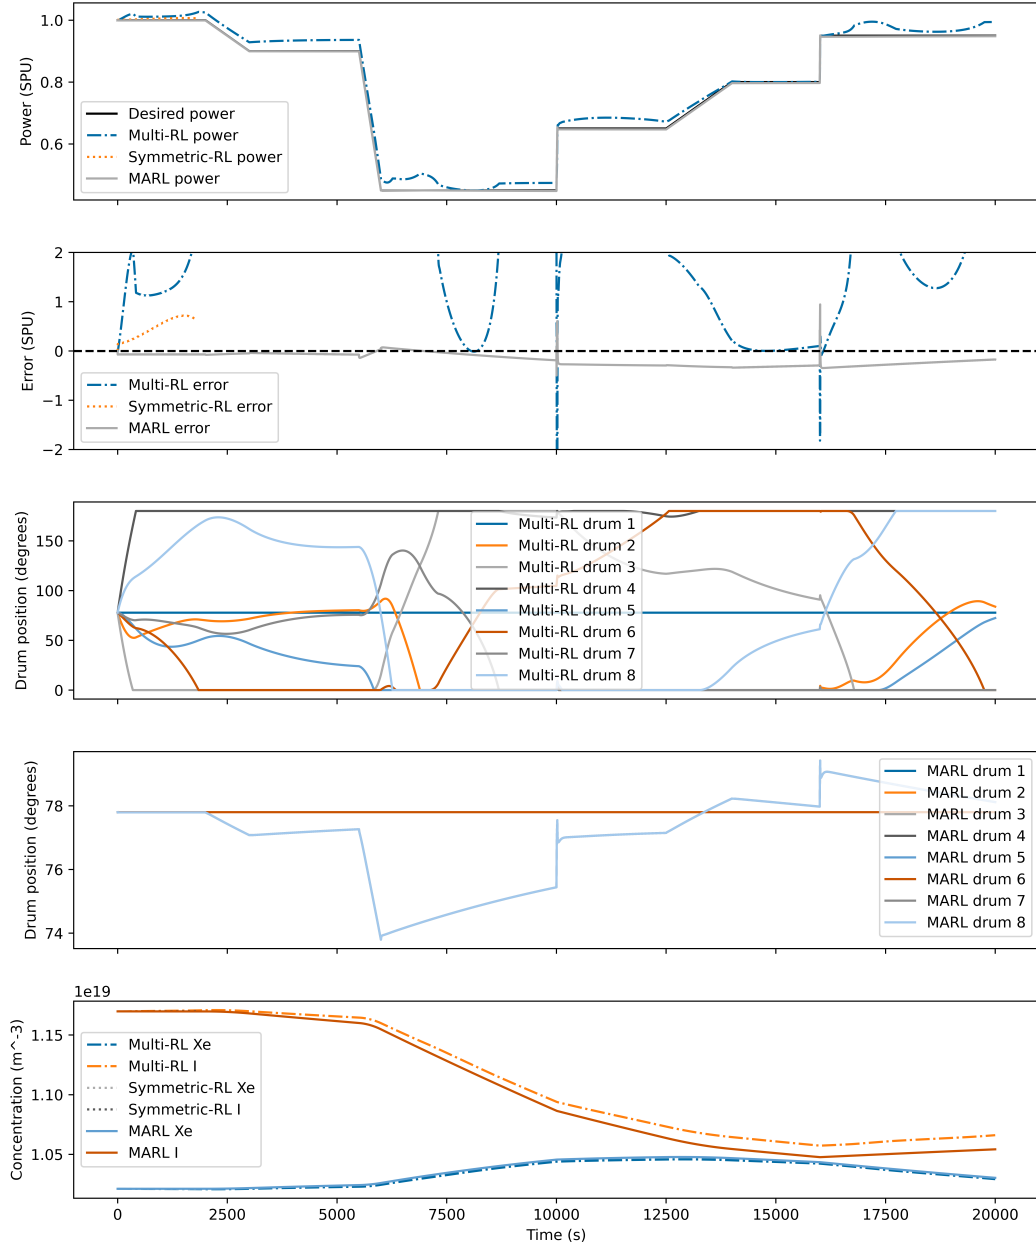 1.0
0.8
0.6
Power (SPU)
Desired power
Multi-RL power
Symmetric-RL power
MARL power
2
1
0
−1
−2
Error (SPU)
Multi-RL error
Symmetric-RL error
MARL error
150
100
50
0
Drum position (degrees)
Multi-RL drum 1
Multi-RL drum 2
Multi-RL drum 3
Multi-RL drum 4
Multi-RL drum 5
Multi-RL drum 6
Multi-RL drum 7
Multi-RL drum 8
78
76
74
Drum position (degrees)
MARL drum 1
MARL drum 2
MARL drum 3
MARL drum 4
MARL drum 5
MARL drum 6
MARL drum 7
MARL drum 8
1e19
1.15
1.10
1.05
Concentration (m^-3)
Multi-RL Xe
Multi-RL I
Symmetric-RL Xe
Symmetric-RL I
MARL Xe
MARL I
0 2500 5000 7500 10000 12500 15000 17500 20000
Time (s)